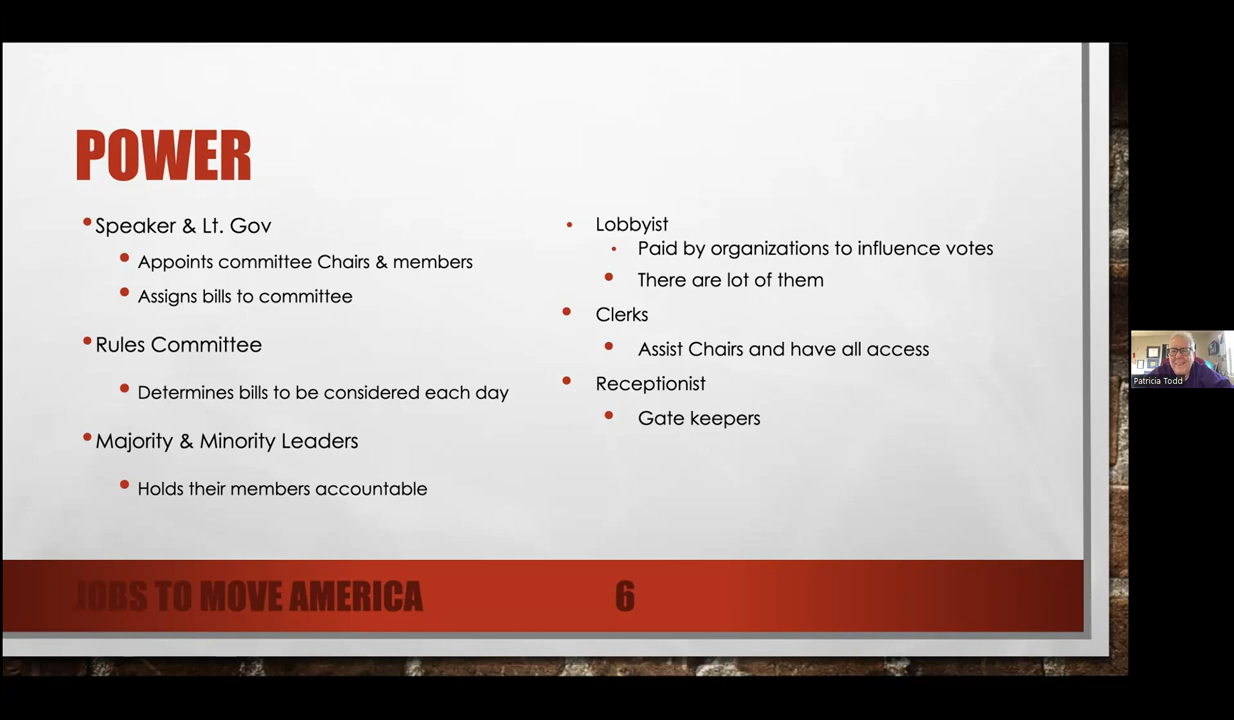 POWER
•Speaker & Lt. Gov
• Appoints committee Chairs & members
• Assigns bills to committee
•Rules Committee
• Determines bills to be considered each day
•Majority & Minority Leaders
• Holds their members accountable
• Lobbyist
• Paid by organizations to influence votes
• There are lot of them
• Clerks
• Assist Chairs and have all access
• Receptionist
• Gate keepers
JOBS TO MOVE AMERICA
6
Patricia Todd